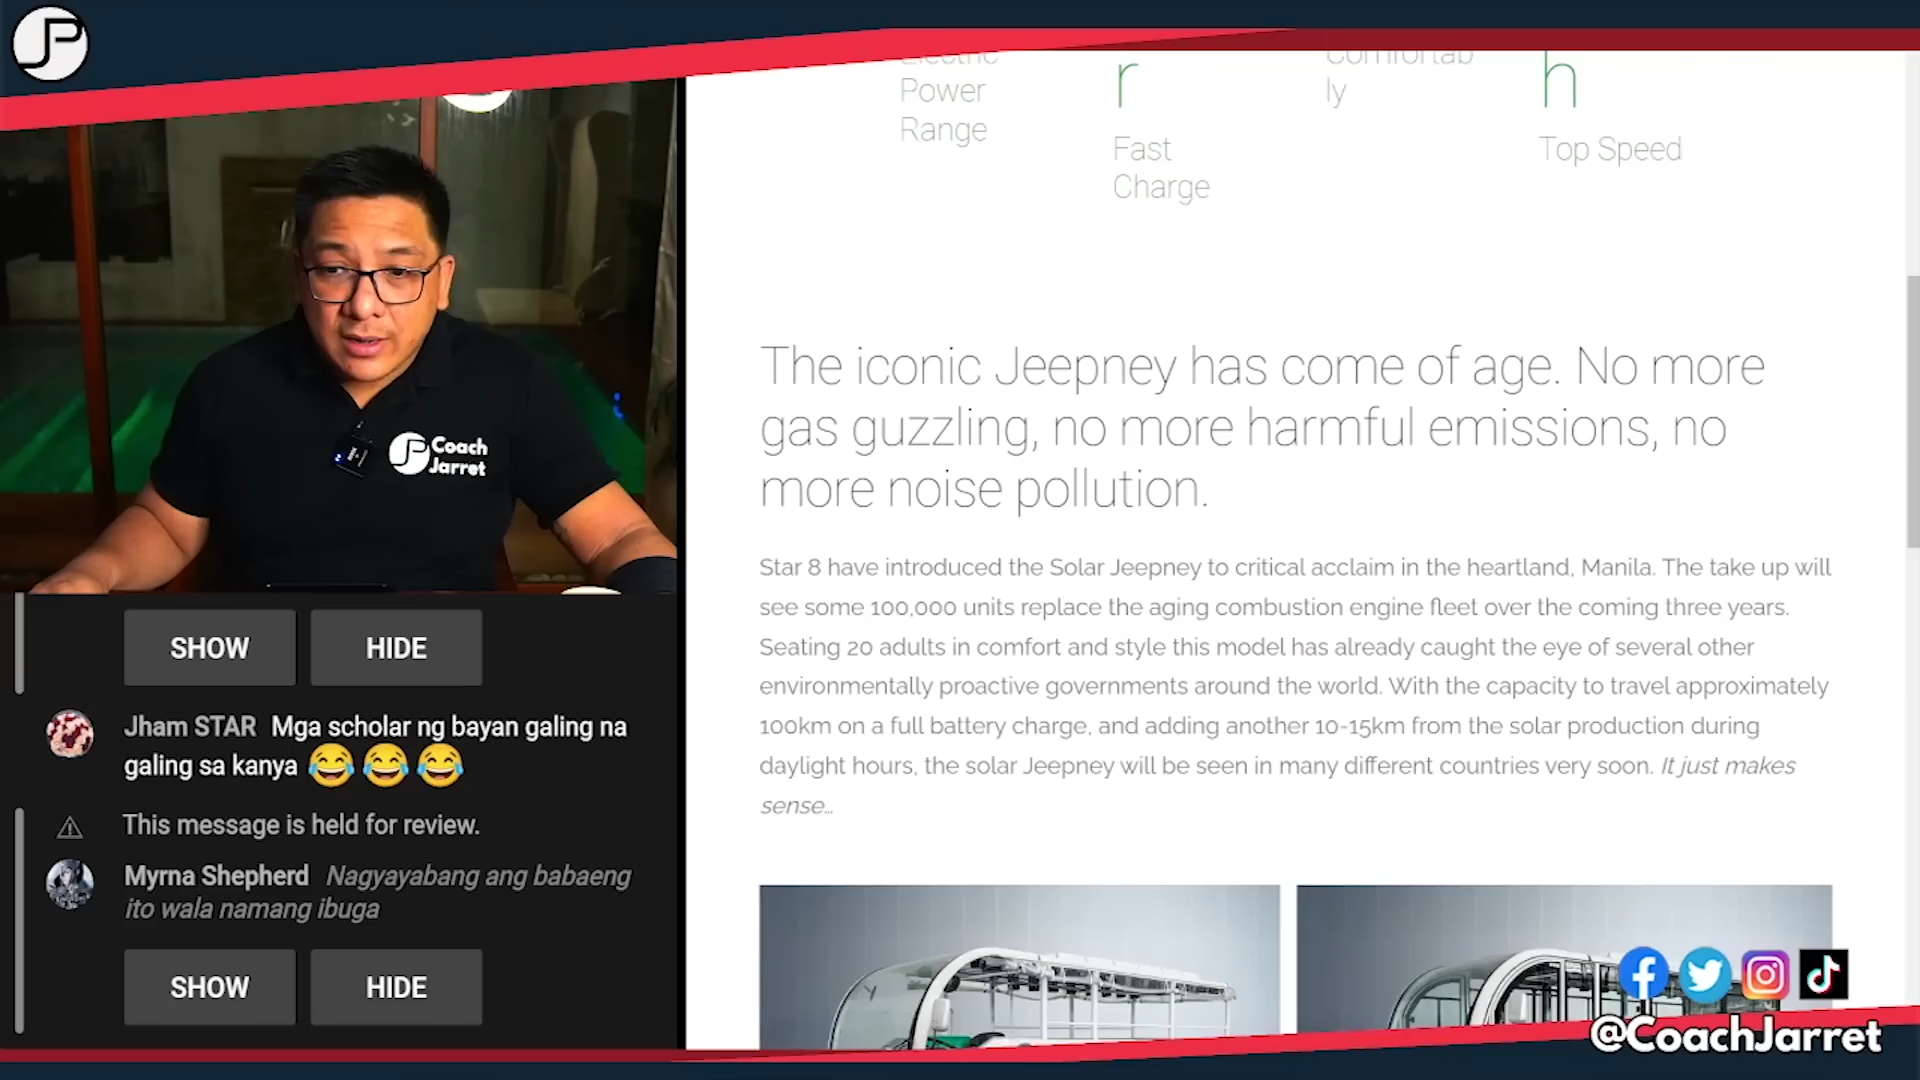 JP
Electric
Power
Range
r
Fast
Charge
Comfortab
ly
h
Top Speed
Coach
Jarret
The iconic Jeepney has come of age. No more
gas guzzling, no more harmful emissions, no
more noise pollution.
Star 8 have introduced the Solar Jeepney to critical acclaim in the heartland, Manila. The take up will
see some 100,000 units replace the aging combustion engine fleet over the coming three years.
Seating 20 adults in comfort and style this model has already caught the eye of several other
environmentally proactive governments around the world. With the capacity to travel approximately
100km on a full battery charge, and adding another 10-15km from the solar production during
daylight hours, the solar Jeepney will be seen in many different countries very soon. It just makes
sense…
SHOW HIDE
Jham STAR Mga scholar ng bayan galing na
galing sa kanya 😂😂😂
This message is held for review.
Myrna Shepherd Nagyayabang ang babaeng
ito wala namang ibuga
SHOW HIDE
@CoachJarret